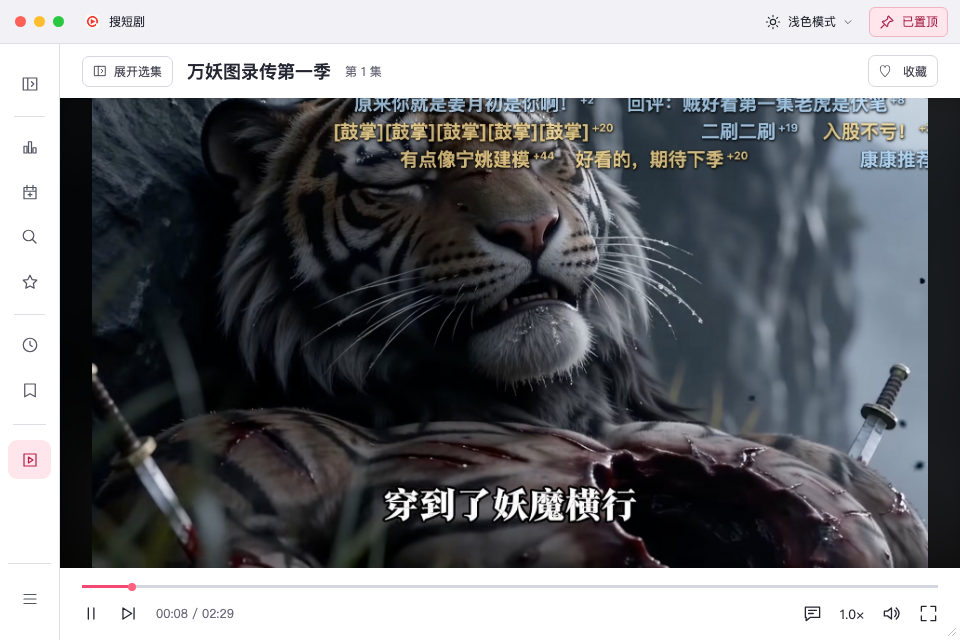 搜短剧
浅色模式
已置顶
展开选集
万妖图录传第一季
第 1 集
收藏
原来你就是姜月初是你啊！ +2
回评：贼好看第一集老虎是伏笔 +8
[鼓掌][鼓掌][鼓掌][鼓掌][鼓掌] +20
二刷二刷 +19
入股不亏！
有点像宁姚建模 +44
好看的，期待下季 +20
康康推荐
穿到了妖魔横行
00:08 / 02:29
1.0×